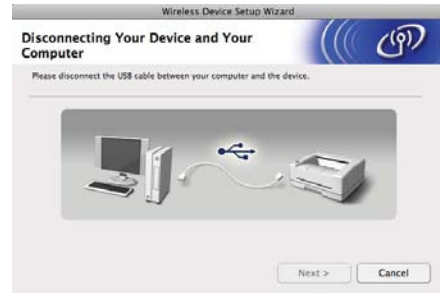 Wireless Device Setup Wizard
Disconnecting Your Device and Your
Computer
Please disconnect the USB cable between your computer and the device.
Next >
Cancel